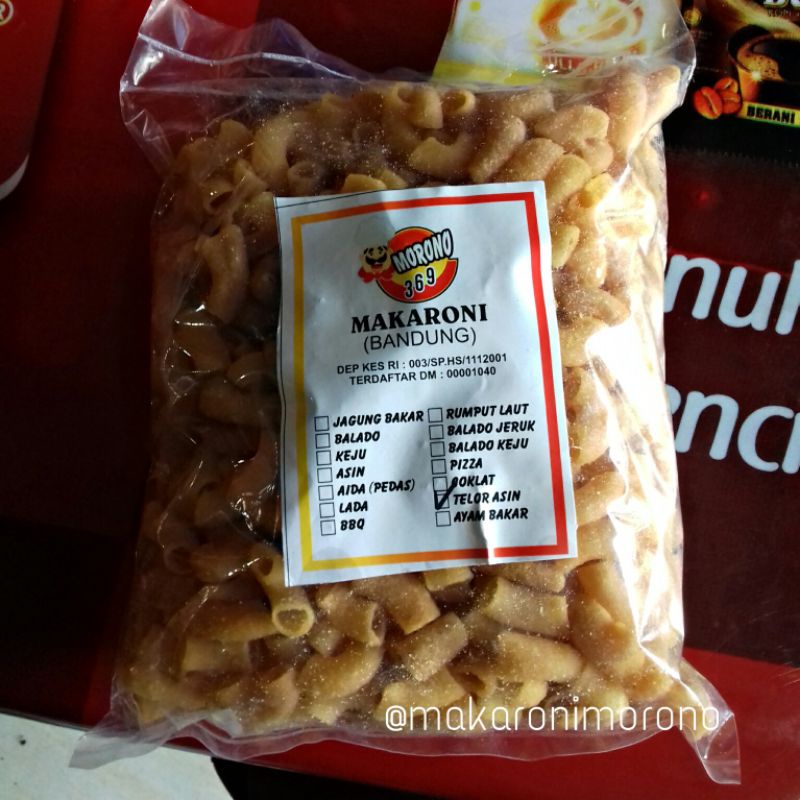 MORONO
369
MAKARONI
(BANDUNG)
DEP KES RI : 003/SP.HS/1112001
TERDAFTAR DM : 00001040
JAGUNG BAKAR
BALADO
KEJU
ASIN
AIDA (PEDAS)
LADA
BBQ
RUMPUT LAUT
BALADO JERUK
BALADO KEJU
PIZZA
COKLAT
TELOR ASIN
AYAM BAKAR
BERANI
@makaronimorono